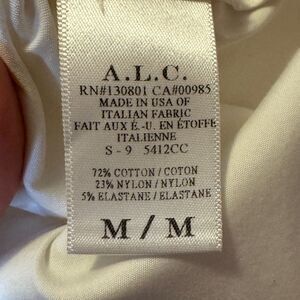 A.L.C.
RN#130801 CA#00985
MADE IN USA OF
ITALIAN FABRIC
FAIT AUX É.-U. EN ÉTOFFE
ITALIENNE
S - 9   5412CC
72% COTTON / COTON
23% NYLON / NYLON
5% ELASTANE / ELASTANE
M / M